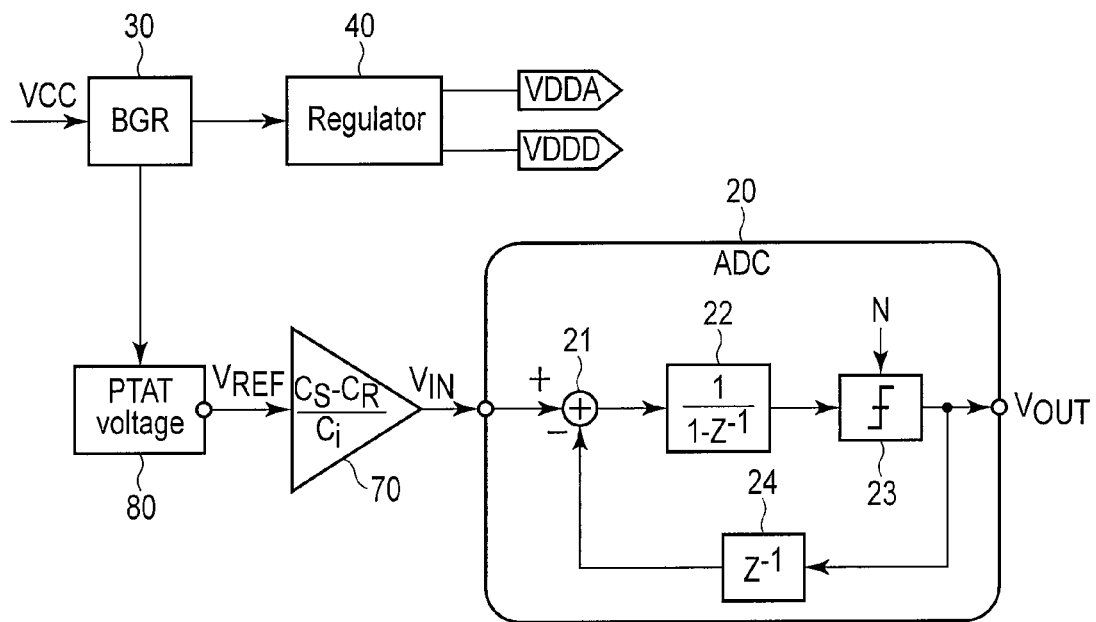 30
40
VCC
BGR
Regulator
VDDA
VDDD
20
ADC
PTAT
voltage
80
VREF
CS-CR
Ci
70
VIN
+
−
21
+
22
1
1-Z-1
N
23
24
Z-1
VOUT